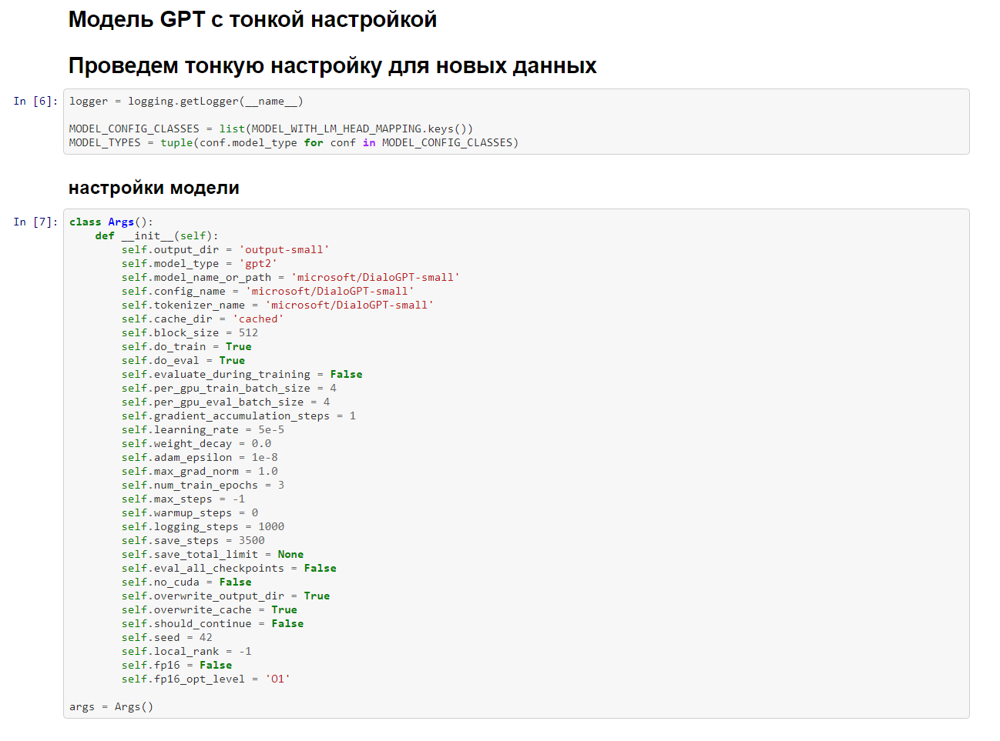 Модель GPT с тонкой настройкой
Проведем тонкую настройку для новых данных
In [6]:
logger = logging.getLogger(__name__)

MODEL_CONFIG_CLASSES = list(MODEL_WITH_LM_HEAD_MAPPING.keys())
MODEL_TYPES = tuple(conf.model_type for conf in MODEL_CONFIG_CLASSES)
настройки модели
In [7]:
class Args():
    def __init__(self):
        self.output_dir = 'output-small'
        self.model_type = 'gpt2'
        self.model_name_or_path = 'microsoft/DialoGPT-small'
        self.config_name = 'microsoft/DialoGPT-small'
        self.tokenizer_name = 'microsoft/DialoGPT-small'
        self.cache_dir = 'cached'
        self.block_size = 512
        self.do_train = True
        self.do_eval = True
        self.evaluate_during_training = False
        self.per_gpu_train_batch_size = 4
        self.per_gpu_eval_batch_size = 4
        self.gradient_accumulation_steps = 1
        self.learning_rate = 5e-5
        self.weight_decay = 0.0
        self.adam_epsilon = 1e-8
        self.max_grad_norm = 1.0
        self.num_train_epochs = 3
        self.max_steps = -1
        self.warmup_steps = 0
        self.logging_steps = 1000
        self.save_steps = 3500
        self.save_total_limit = None
        self.eval_all_checkpoints = False
        self.no_cuda = False
        self.overwrite_output_dir = True
        self.overwrite_cache = True
        self.should_continue = False
        self.seed = 42
        self.local_rank = -1
        self.fp16 = False
        self.fp16_opt_level = 'O1'

args = Args()